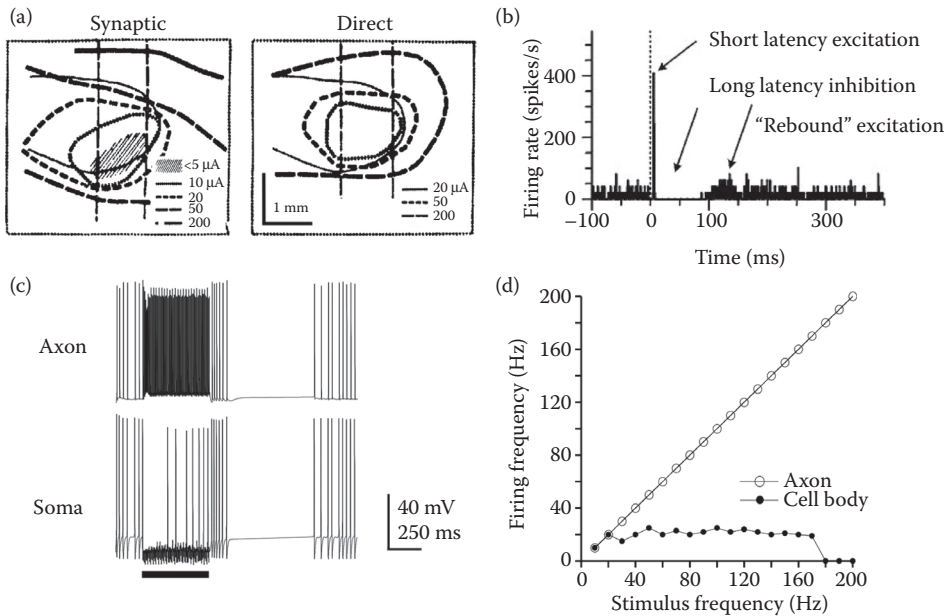 (a)
Synaptic
<5 μA
10 μA
20
50
200
Direct
1 mm
20 μA
50
200
(b)
Firing rate (spikes/s)
400
200
0
Short latency excitation
Long latency inhibition
“Rebound” excitation
−100
0
100
300
Time (ms)
(c)
Axon
Soma
40 mV
250 ms
(d)
Firing frequency (Hz)
200
160
120
80
40
0
Axon
Cell body
0
40
80
120
160
200
Stimulus frequency (Hz)